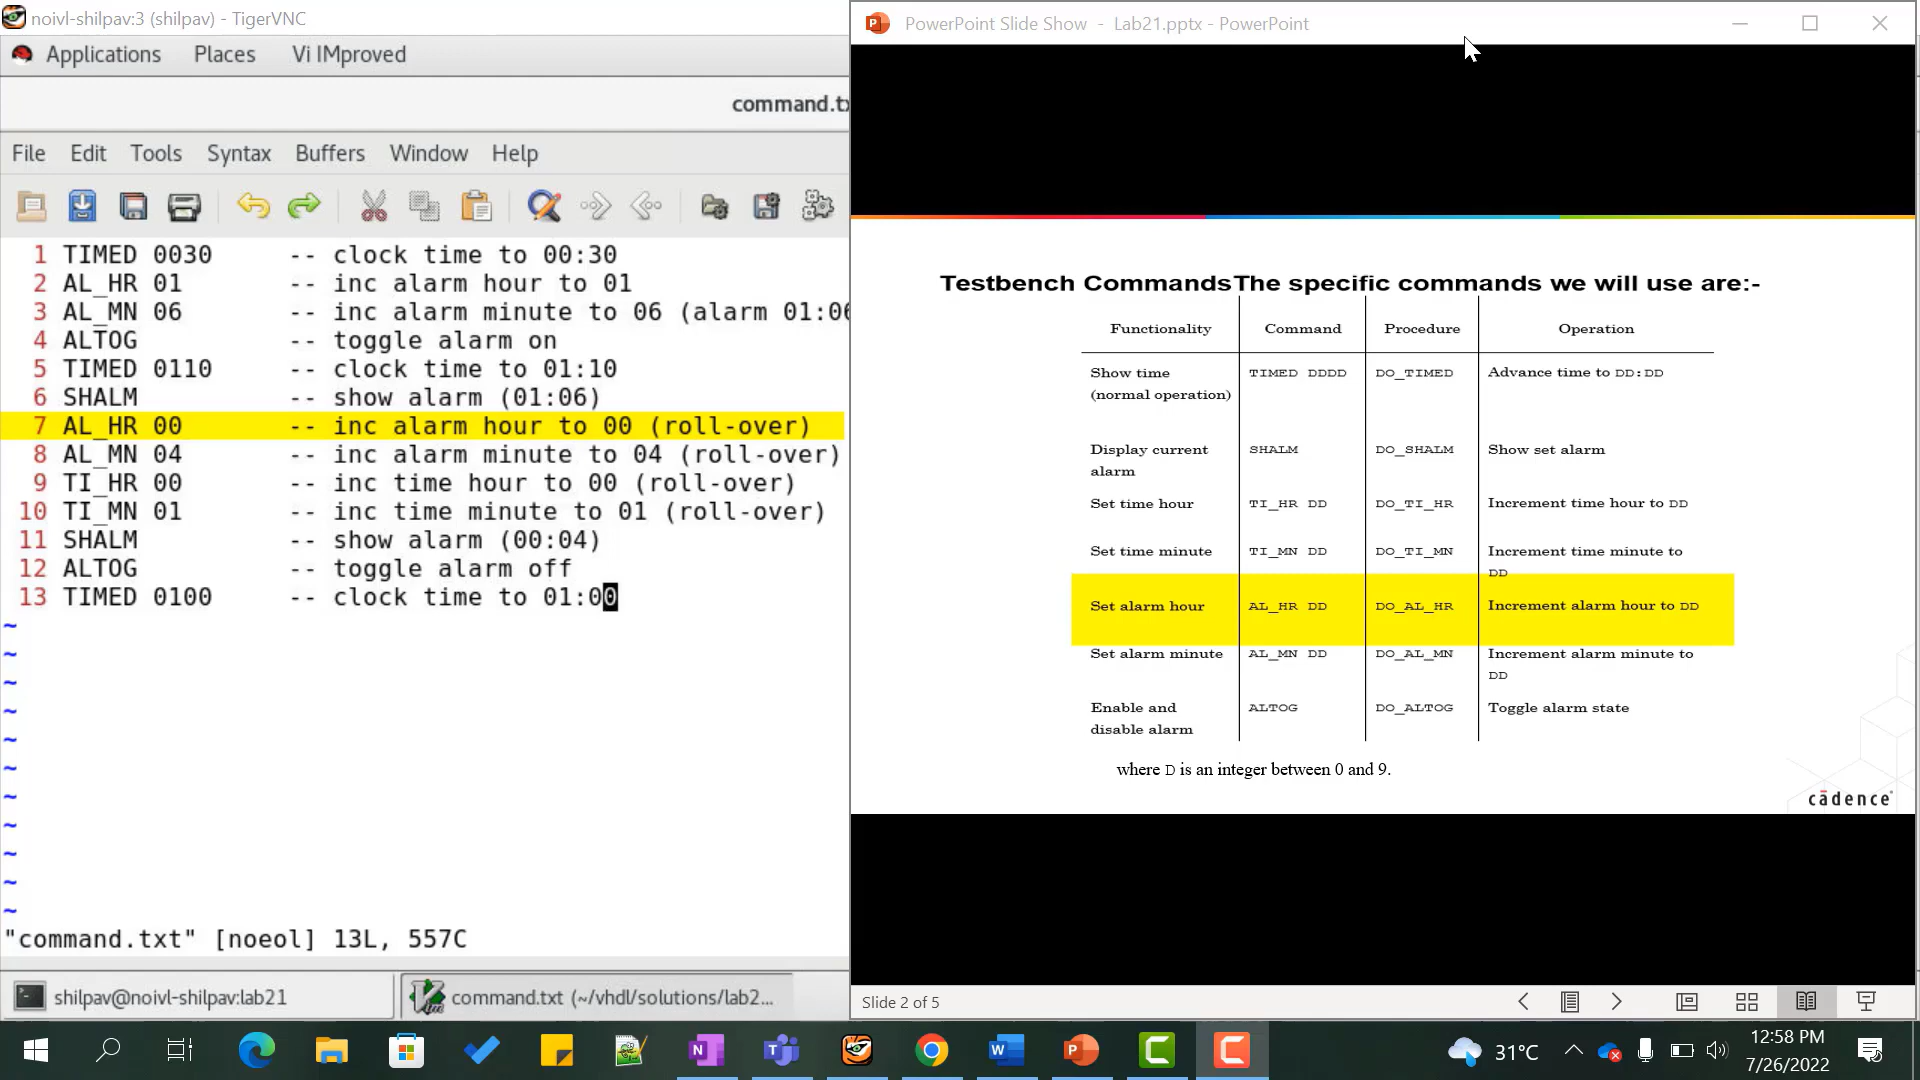 noivl-shilpav:3 (shilpav) - TigerVNC
Applications Places Vi IMproved
command.tx
File Edit Tools Syntax Buffers Window Help
1 TIMED 0030 -- clock time to 00:30
2 AL_HR 01 -- inc alarm hour to 01
3 AL_MN 06 -- inc alarm minute to 06 (alarm 01:06
4 ALTOG -- toggle alarm on
5 TIMED 0110 -- clock time to 01:10
6 SHALM -- show alarm (01:06)
7 AL_HR 00 -- inc alarm hour to 00 (roll-over)
8 AL_MN 04 -- inc alarm minute to 04 (roll-over)
9 TI_HR 00 -- inc time hour to 00 (roll-over)
10 TI_MN 01 -- inc time minute to 01 (roll-over)
11 SHALM -- show alarm (00:04)
12 ALTOG -- toggle alarm off
13 TIMED 0100 -- clock time to 01:00
~
~
~
~
~
~
~
~
~
~
~
"command.txt" [noeol] 13L, 557C
shilpav@noivl-shilpav:lab21
command.txt (~/vhdl/solutions/lab2...
PowerPoint Slide Show - Lab21.pptx - PowerPoint
Testbench CommandsThe specific commands we will use are:-
Functionality Command Procedure Operation
Show time TIMED DDDD DO_TIMED Advance time to DD:DD
(normal operation)
Display current SHALM DO_SHALM Show set alarm
alarm
Set time hour TI_HR DD DO_TI_HR Increment time hour to DD
Set time minute TI_MN DD DO_TI_MN Increment time minute to
DD
Set alarm hour AL_HR DD DO_AL_HR Increment alarm hour to DD
Set alarm minute AL_MN DD DO_AL_MN Increment alarm minute to
DD
Enable and ALTOG DO_ALTOG Toggle alarm state
disable alarm
where D is an integer between 0 and 9.
cādence
Slide 2 of 5
31°C
12:58 PM
7/26/2022